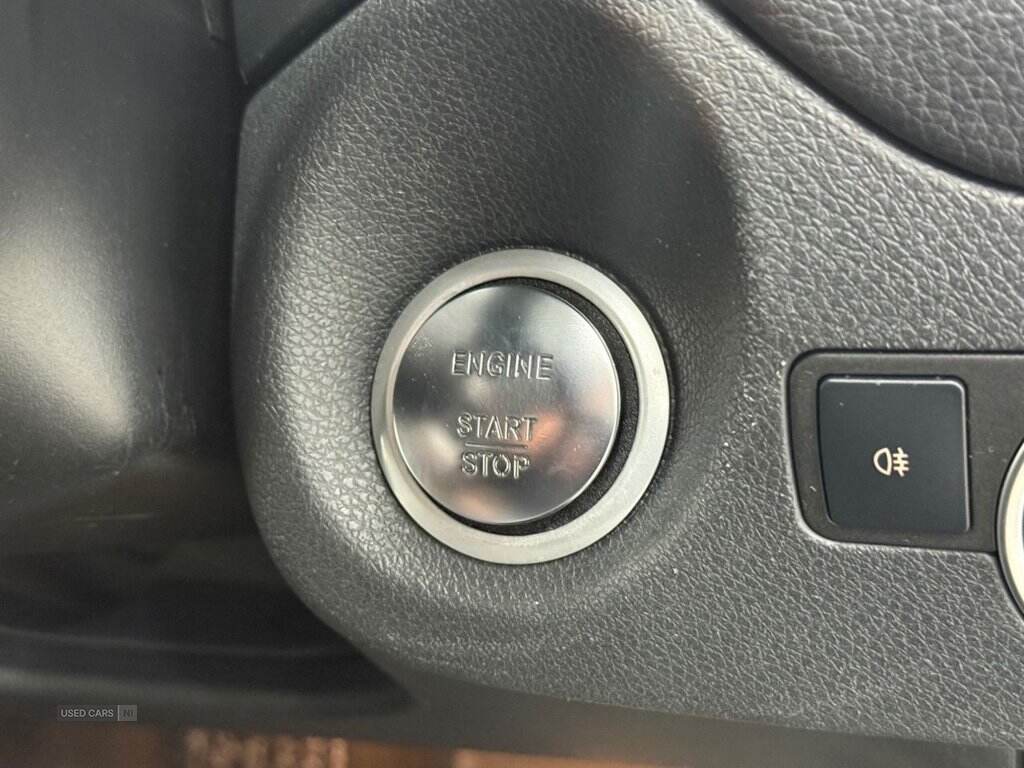 ENGINE
START
STOP
USED CARS NI